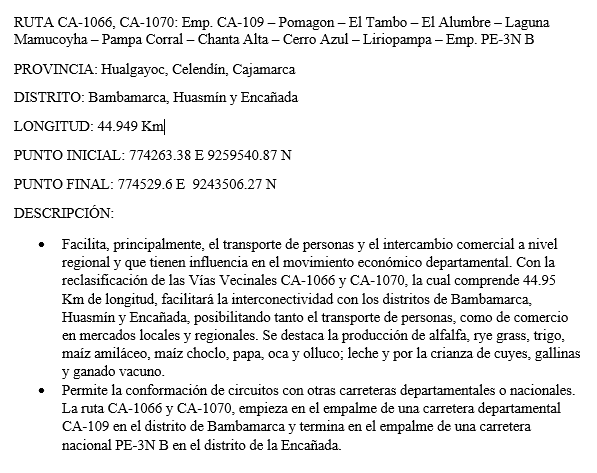 RUTA CA-1066, CA-1070: Emp. CA-109 – Pomagon – El Tambo – El Alumbre – Laguna
Mamucoyha – Pampa Corral – Chanta Alta – Cerro Azul – Liriopampa – Emp. PE-3N B
PROVINCIA: Hualgayoc, Celendín, Cajamarca
DISTRITO: Bambamarca, Huasmín y Encañada
LONGITUD: 44.949 Km
PUNTO INICIAL: 774263.38 E 9259540.87 N
PUNTO FINAL: 774529.6 E  9243506.27 N
DESCRIPCIÓN:
• Facilita, principalmente, el transporte de personas y el intercambio comercial a nivel
regional y que tienen influencia en el movimiento económico departamental. Con la
reclasificación de las Vías Vecinales CA-1066 y CA-1070, la cual comprende 44.95
Km de longitud, facilitará la interconectividad con los distritos de Bambamarca,
Huasmín y Encañada, posibilitando tanto el transporte de personas, como de comercio
en mercados locales y regionales. Se destaca la producción de alfalfa, rye grass, trigo,
maíz amiláceo, maíz choclo, papa, oca y olluco; leche y por la crianza de cuyes, gallinas
y ganado vacuno.
• Permite la conformación de circuitos con otras carreteras departamentales o nacionales.
La ruta CA-1066 y CA-1070, empieza en el empalme de una carretera departamental
CA-109 en el distrito de Bambamarca y termina en el empalme de una carretera
nacional PE-3N B en el distrito de la Encañada.